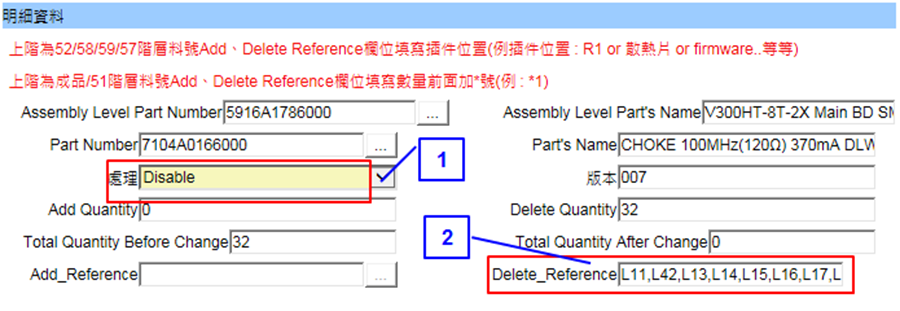 明細資料
上階為52/58/59/57階層料號Add、Delete Reference欄位填寫插件位置(例插件位置 : R1 or 散熱片 or firmware..等等)
上階為成品/51階層料號Add、Delete Reference欄位填寫數量前面加*號(例 : *1)
Assembly Level Part Number 5916A1786000 ... Assembly Level Part's Name V300HT-8T-2X Main BD SM
Part Number 7104A0166000 ... 1 Part's Name CHOKE 100MHz(120Ω) 370mA DLW
處理 Disable 版本 007
Add Quantity 0 Delete Quantity 32
Total Quantity Before Change 32 2 Total Quantity After Change 0
Add_Reference ... Delete_Reference L11,L42,L13,L14,L15,L16,L17,L